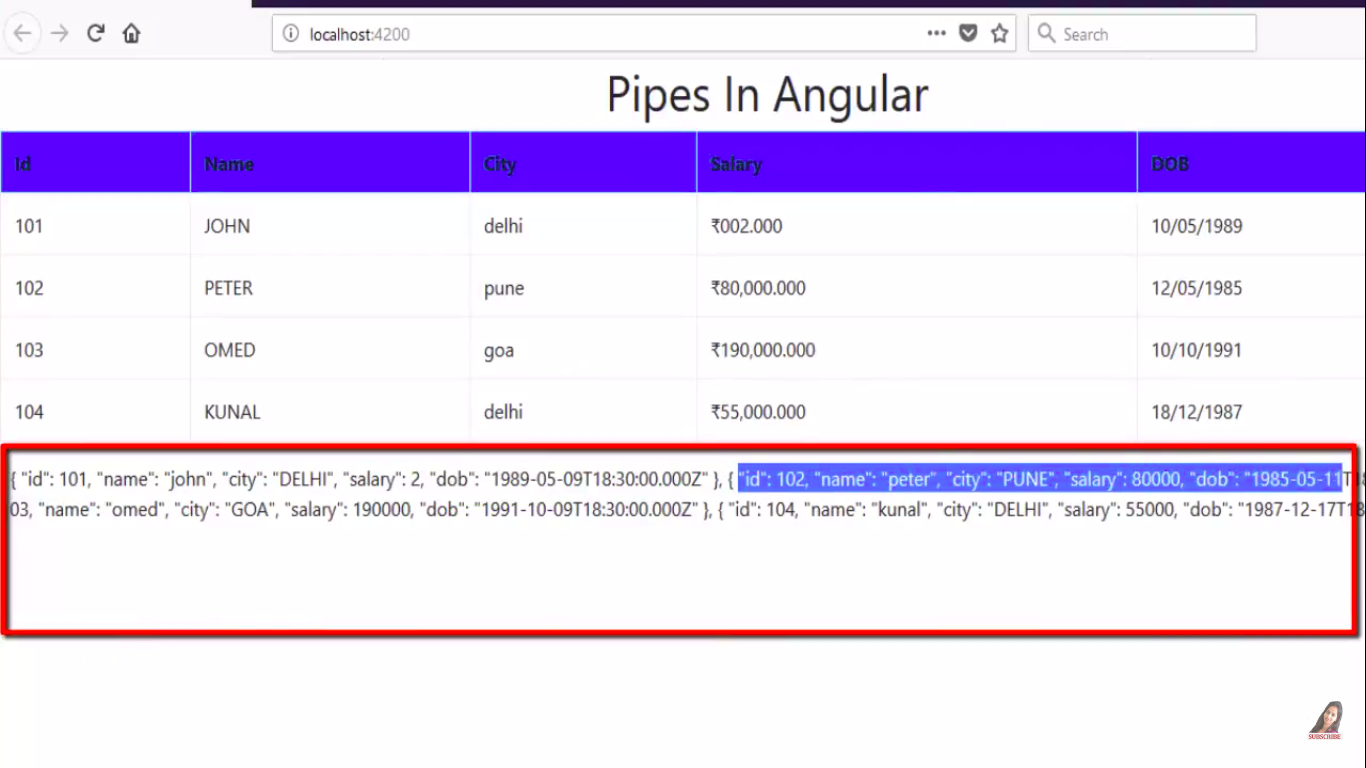 localhost:4200
Search
Pipes In Angular
Id Name City Salary DOB
101 JOHN delhi ₹002.000 10/05/1989
102 PETER pune ₹80,000.000 12/05/1985
103 OMED goa ₹190,000.000 10/10/1991
104 KUNAL delhi ₹55,000.000 18/12/1987
{ "id": 101, "name": "john", "city": "DELHI", "salary": 2, "dob": "1989-05-09T18:30:00.000Z" }, { "id": 102, "name": "peter", "city": "PUNE", "salary": 80000, "dob": "1985-05-11T18
03, "name": "omed", "city": "GOA", "salary": 190000, "dob": "1991-10-09T18:30:00.000Z" }, { "id": 104, "name": "kunal", "city": "DELHI", "salary": 55000, "dob": "1987-12-17T18
SUBSCRIBE